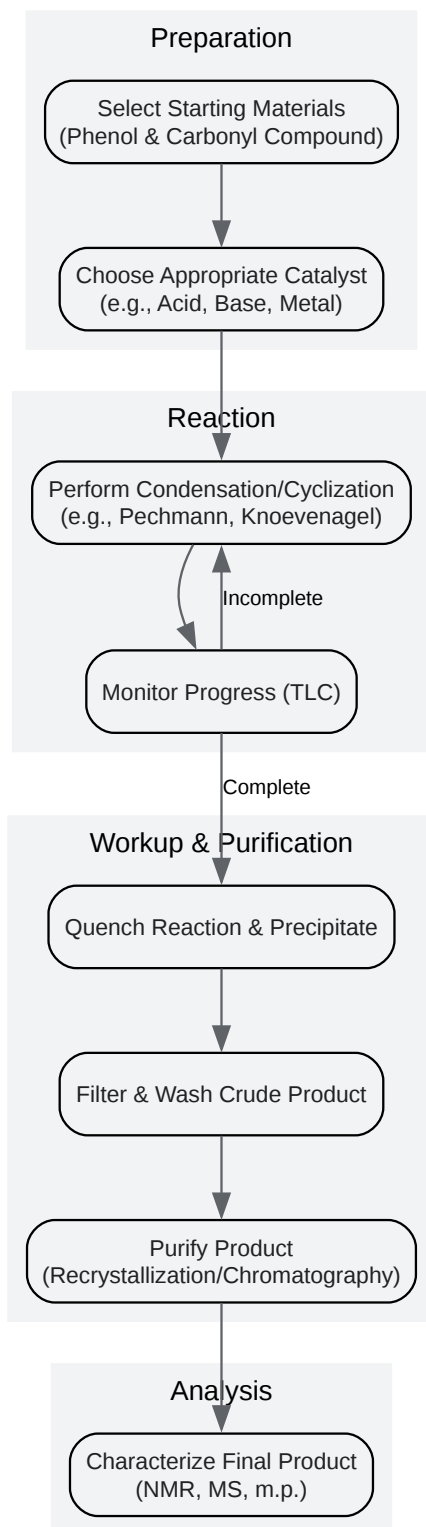 Preparation
Select Starting Materials
(Phenol & Carbonyl Compound)
Choose Appropriate Catalyst
(e.g., Acid, Base, Metal)
Reaction
Perform Condensation/Cyclization
(e.g., Pechmann, Knoevenagel)
Incomplete
Monitor Progress (TLC)
Complete
Workup & Purification
Quench Reaction & Precipitate
Filter & Wash Crude Product
Purify Product
(Recrystallization/Chromatography)
Analysis
Characterize Final Product
(NMR, MS, m.p.)